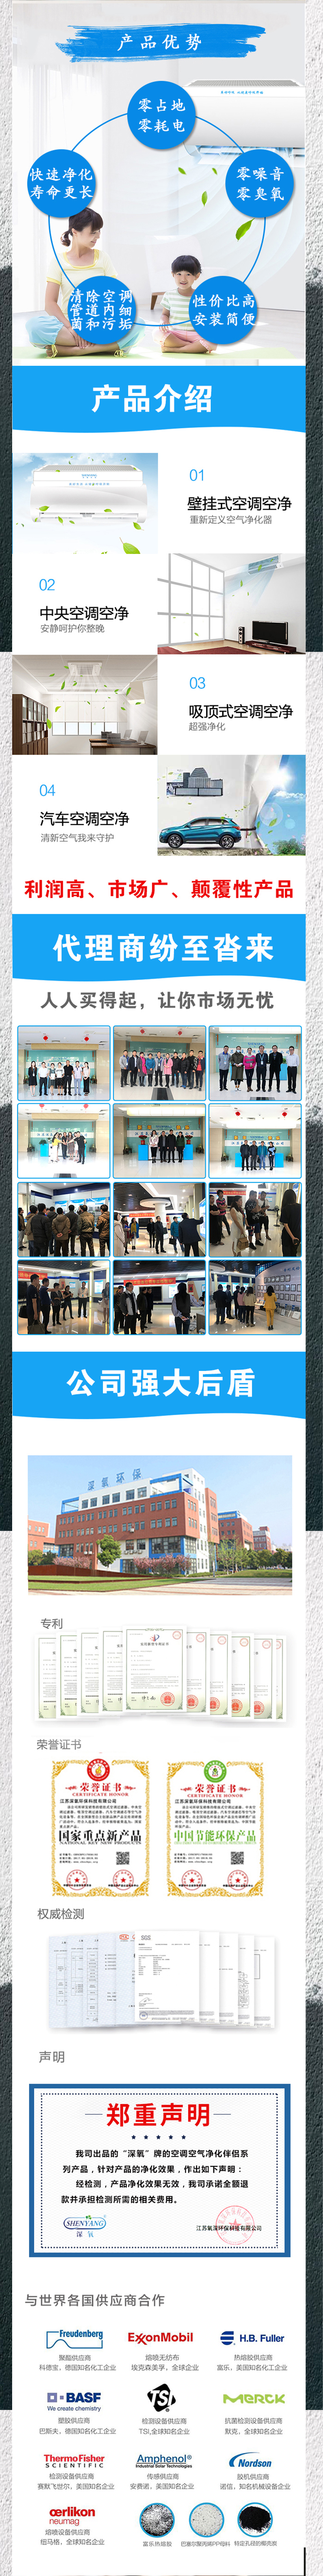 产品优势
零占地
零耗电
快速净化
寿命更长
零噪音
零臭氧
清除空调
管道内细
菌和污垢
性价比高
安装简便
产品介绍
01
壁挂式空调空净
重新定义空气净化器
02
中央空调空净
安静呵护你整晚
03
吸顶式空调空净
超强净化
04
汽车空调空净
清新空气我来守护
利润高、市场广、颠覆性产品
代理商纷至沓来
人人买得起，让你市场无忧
公司强大后盾
深氧环保
专利
荣誉证书
荣誉证书
CERTIFICATE HONOR
国家重点新产品
荣誉证书
CERTIFICATE HONOR
中国节能环保产品
权威检测
SGS
声明
郑重声明
我司出品的“深氧”牌的空调空气净化伴侣系
列产品，针对产品的净化效果，作出如下声明：
经检测，产品净化效果无效，我司承诺全额退
款并承担检测所需的相关费用。
SHENYANG
深 氧
与世界各国供应商合作
Freudenberg
聚酯供应商
科德宝，德国知名化工企业
ExxonMobil
熔喷无纺布
埃克森美孚，全球企业
H.B. Fuller
热熔胶供应商
富乐，美国知名化工企业
BASF
We create chemistry
塑胶供应商
巴斯夫，德国知名化工企业
TSI
检测设备供应商
TSI,全球知名企业
MERCK
抗菌检测设备供应商
默克，全球知名企业
ThermoFisher
SCIENTIFIC
检测设备供应商
赛默飞世尔，美国知名企业
Amphenol
Industrial Solar Technologies
传感供应商
安费诺，美国知名企业
Nordson
胶机供应商
诺信，知名机械设备企业
œrlikon
neumag
熔喷设备供应商
纽马格，全球知名企业
富乐热熔胶
巴塞尔聚丙烯PP母料
特定孔径的椰壳炭